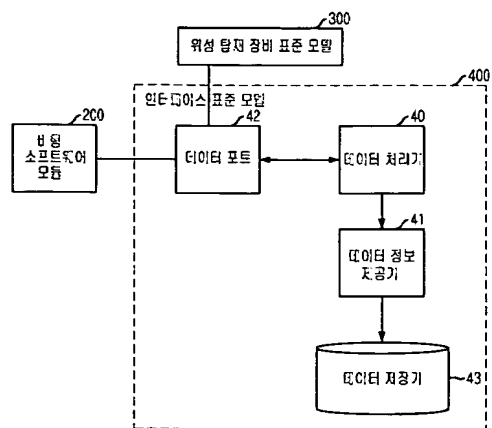 300
위성 탑재 장비 표준 모델
400
인터페이스 표준 모델
200
비행
소프트웨어
모듈
42
데이터 포트
40
데이터 처리기
41
데이터 정보
제공기
데이터 저장기
43